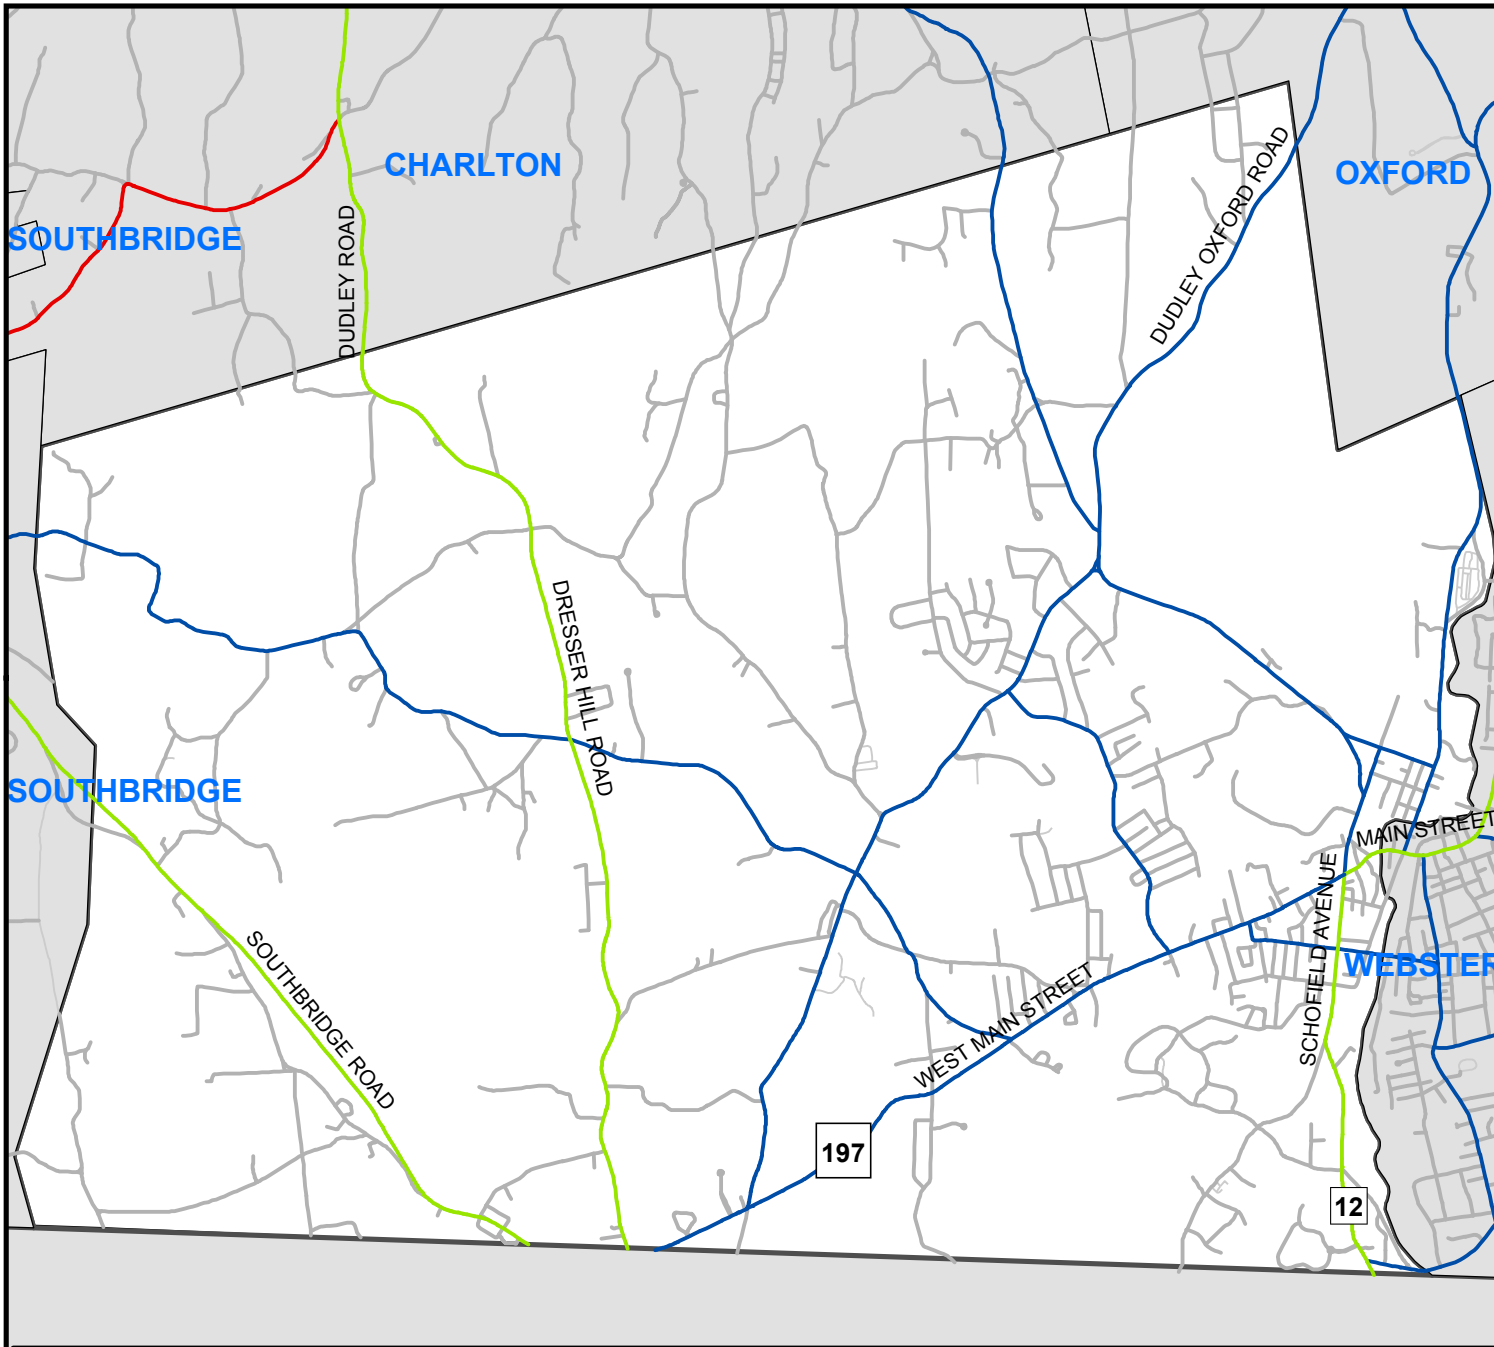 CHARLTON
OXFORD
SOUTHBRIDGE
DUDLEY ROAD
DUDLEY OXFORD ROAD
DRESSER HILL ROAD
SOUTHBRIDGE
MAIN STREET
SCHOFIELD AVENUE
WEBSTER
SOUTHBRIDGE ROAD
WEST MAIN STREET
197
12